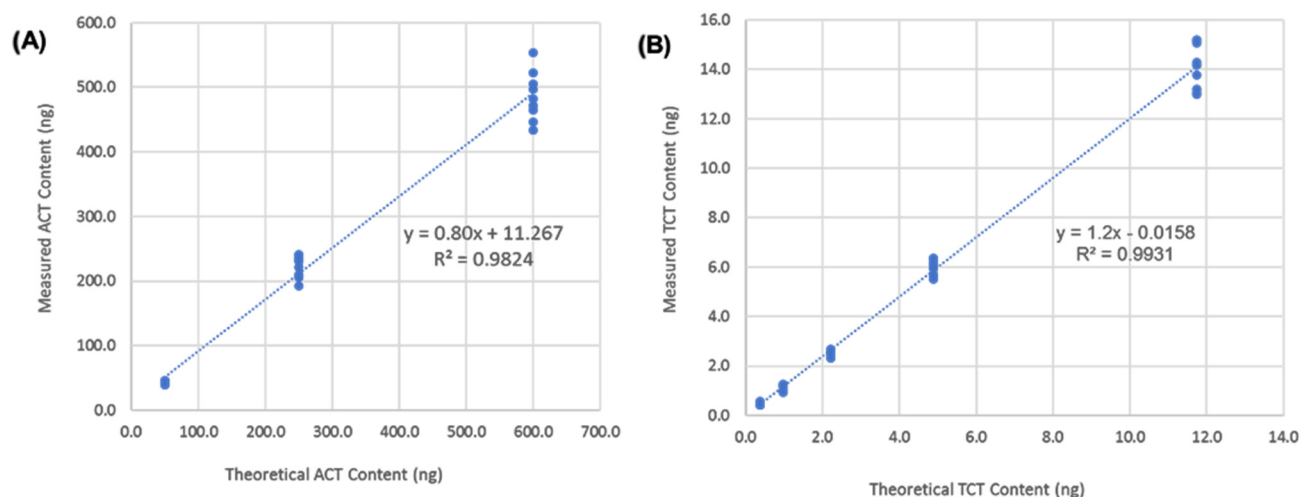 (A)
600.0
500.0
400.0
300.0
200.0
100.0
0.0
Measured ACT Content (ng)
y = 0.80x + 11.267
R² = 0.9824
0.0 100.0 200.0 300.0 400.0 500.0 600.0 700.0
Theoretical ACT Content (ng)
(B)
16.0
14.0
12.0
10.0
8.0
6.0
4.0
2.0
0.0
Measured TCT Content (ng)
y = 1.2x - 0.0158
R² = 0.9931
0.0 2.0 4.0 6.0 8.0 10.0 12.0 14.0
Theoretical TCT Content (ng)